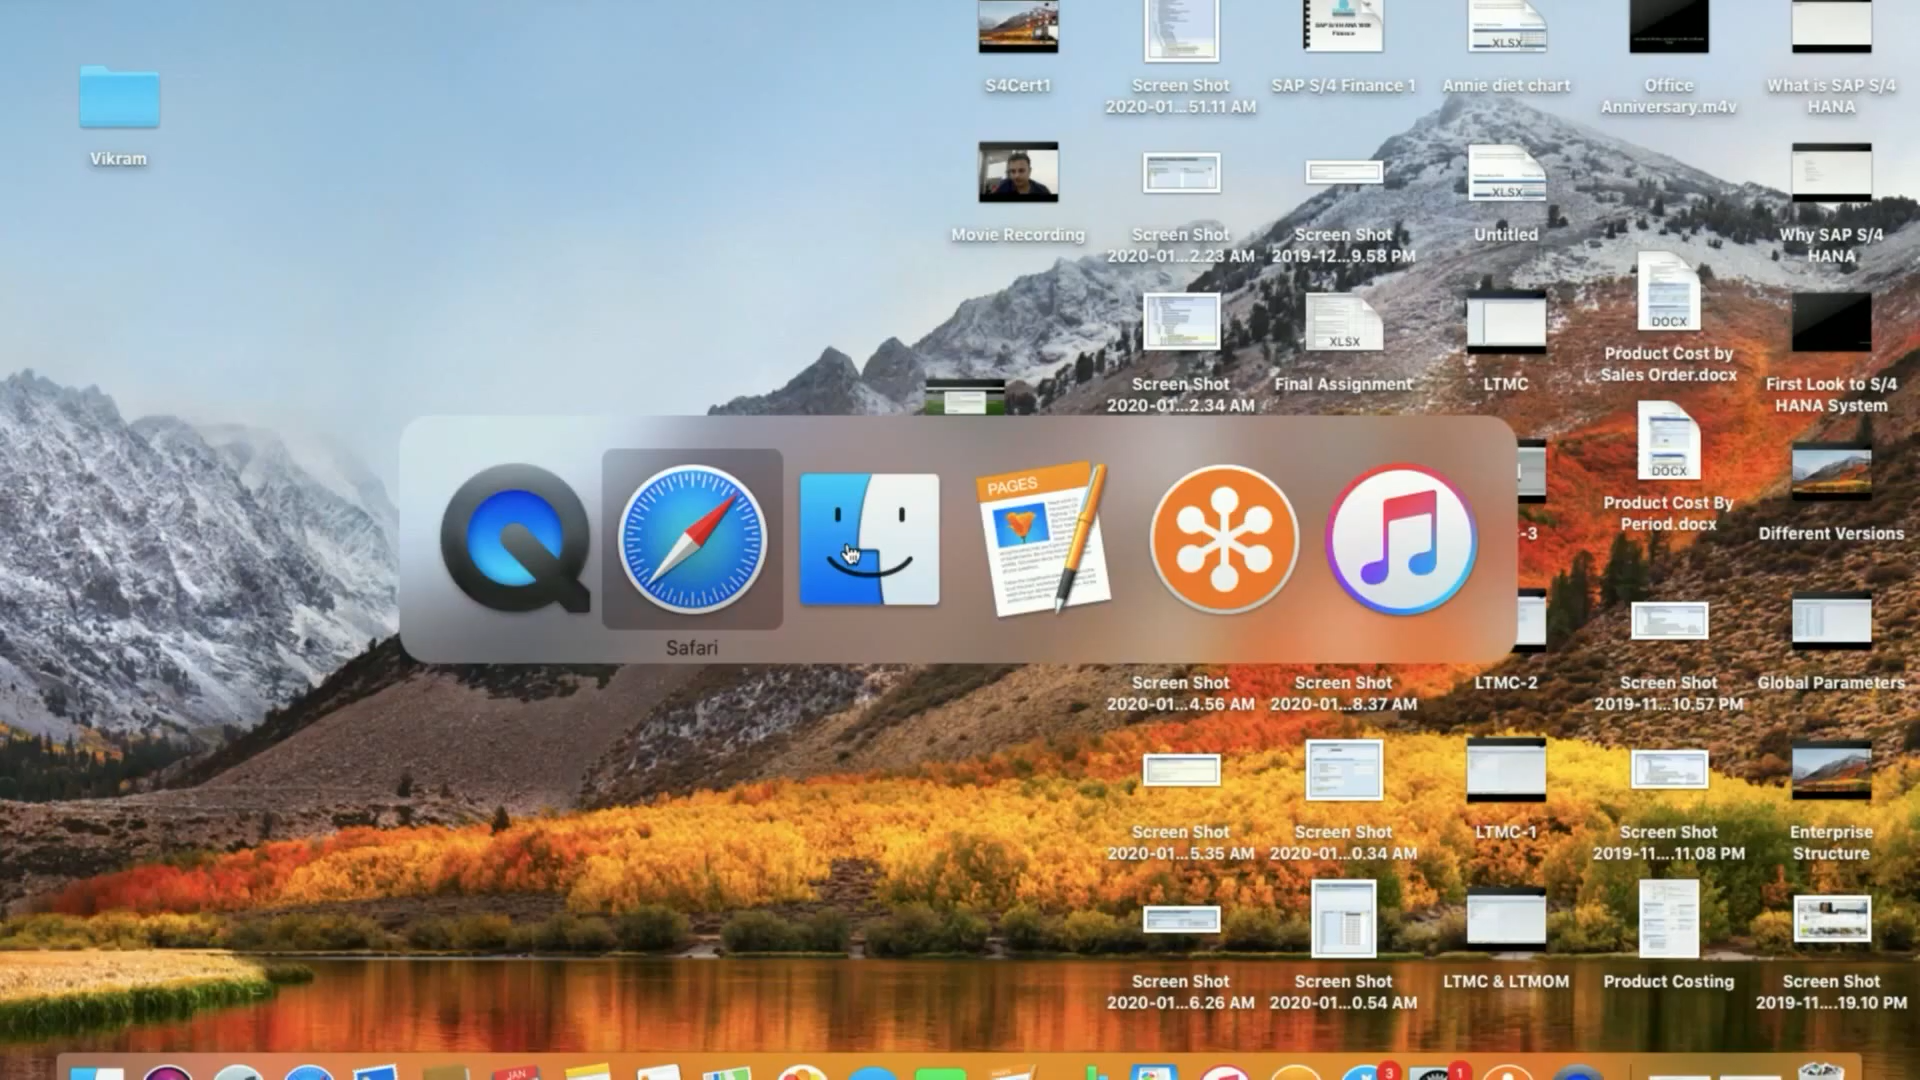 S4Cert1
Screen Shot
2020-01...51.11 AM
SAP S/4 Finance 1
XLSX
Annie diet chart
Office
Anniversary.m4v
What is SAP S/4
HANA
Vikram
Movie Recording
Screen Shot
2020-01...2.23 AM
Screen Shot
2019-12...9.58 PM
XLSX
Untitled
Why SAP S/4
HANA
Screen Shot
2020-01...2.34 AM
XLSX
Final Assignment
LTMC
DOCX
Product Cost by
Sales Order.docx
First Look to S/4
HANA System
PAGES
Safari
-3
DOCX
Product Cost By
Period.docx
Different Versions
Screen Shot
2020-01...4.56 AM
Screen Shot
2020-01...8.37 AM
LTMC-2
Screen Shot
2019-11...10.57 PM
Global Parameters
Screen Shot
2020-01...5.35 AM
Screen Shot
2020-01...0.34 AM
LTMC-1
Screen Shot
2019-11....11.08 PM
Enterprise
Structure
Screen Shot
2020-01...6.26 AM
Screen Shot
2020-01...0.54 AM
LTMC & LTMOM
Product Costing
Screen Shot
2019-11....19.10 PM
JAN
3
1